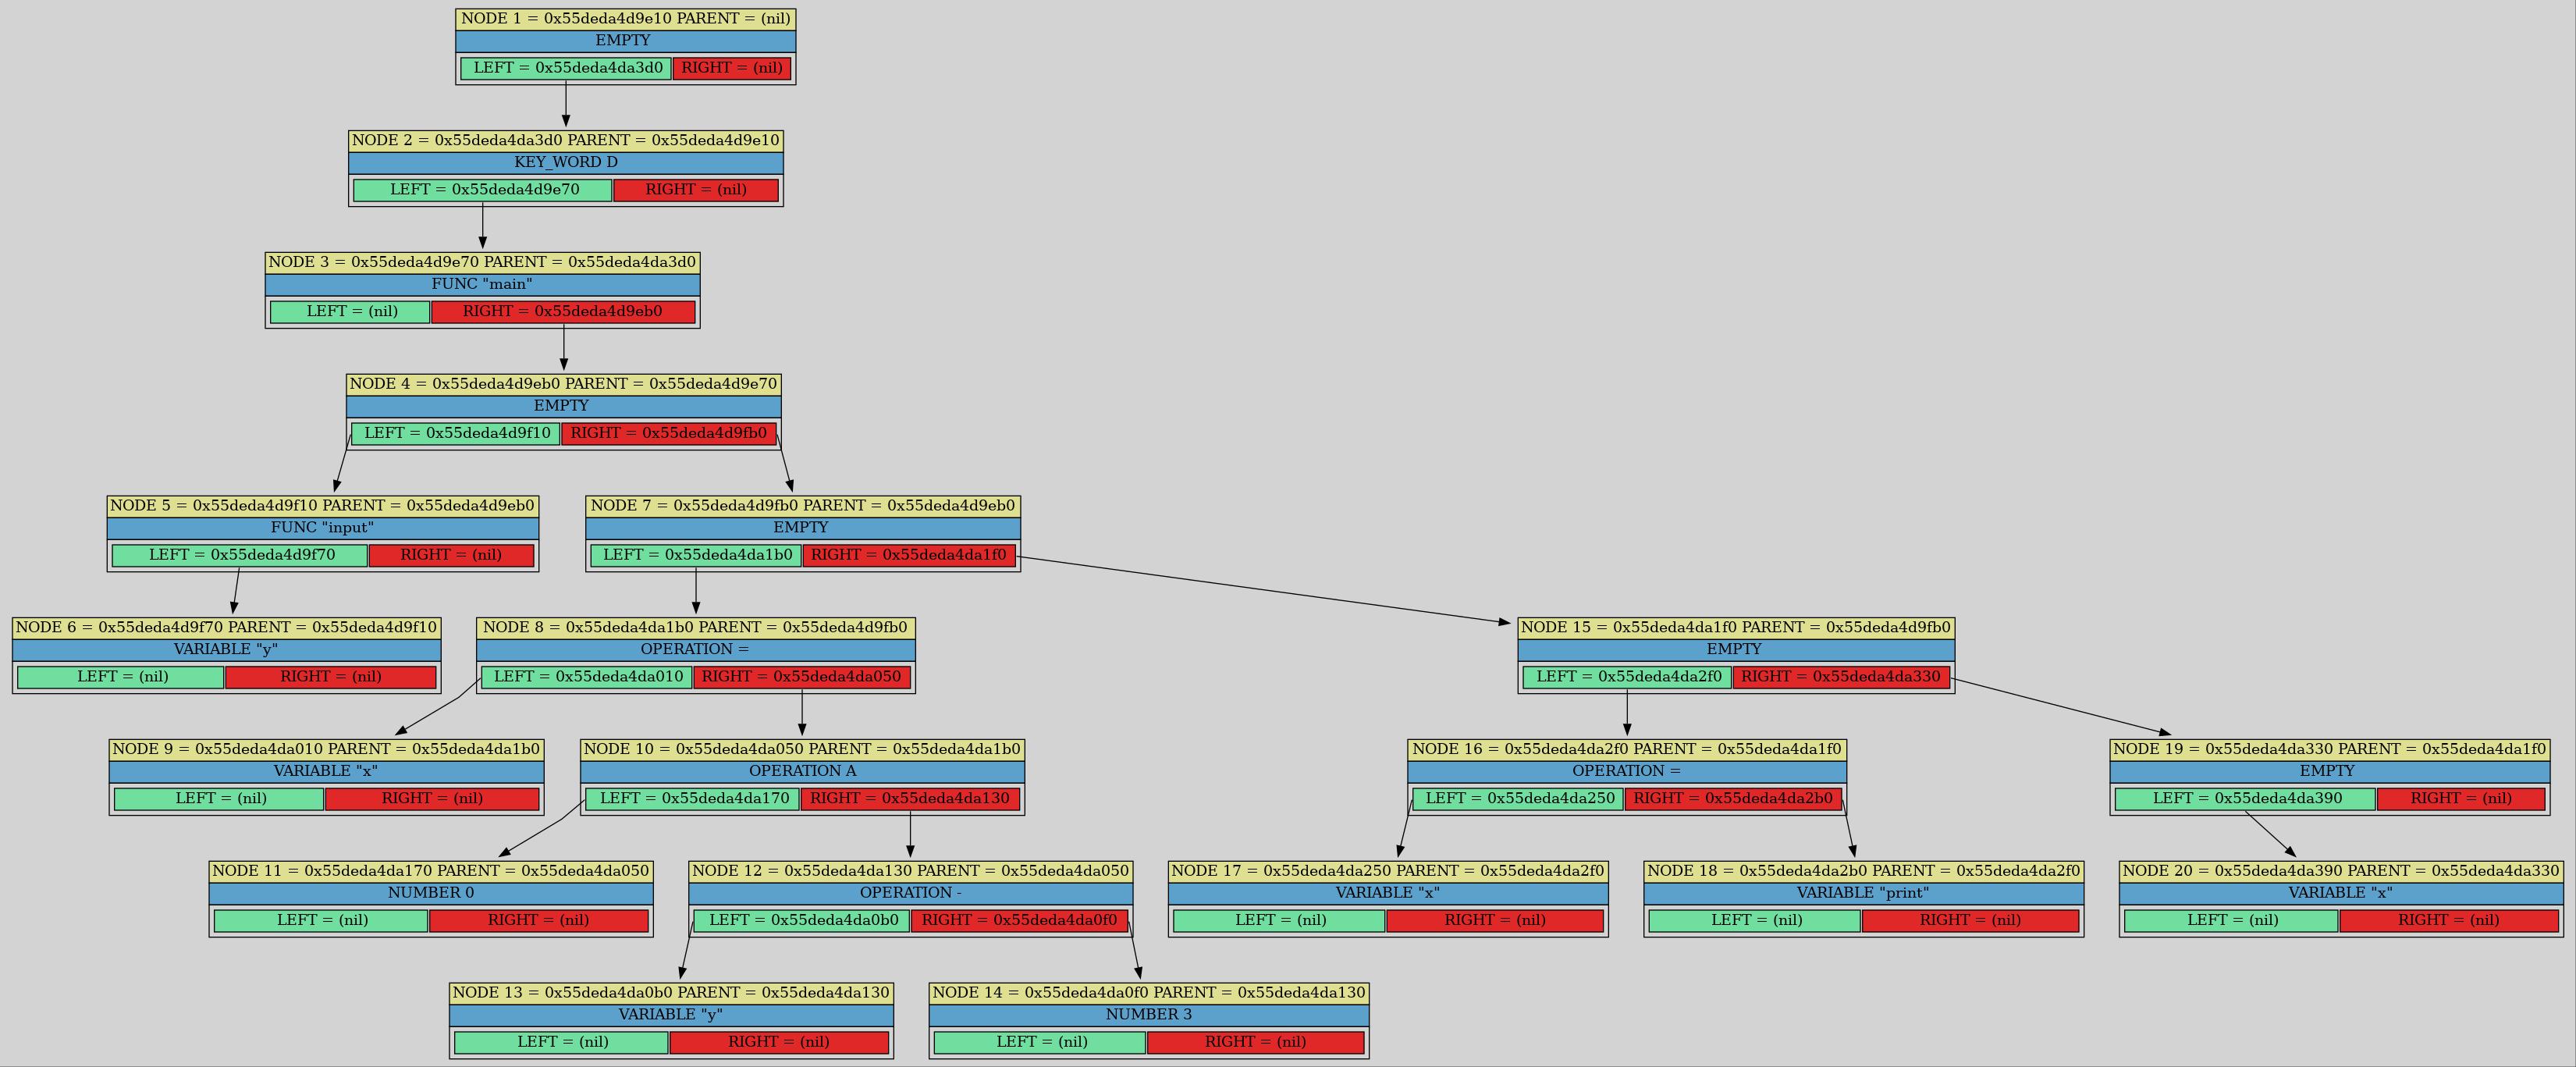 NODE 1 = 0x55deda4d9e10 PARENT = (nil)
EMPTY
LEFT = 0x55deda4da3d0 RIGHT = (nil)
NODE 2 = 0x55deda4da3d0 PARENT = 0x55deda4d9e10
KEY_WORD D
LEFT = 0x55deda4d9e70 RIGHT = (nil)
NODE 3 = 0x55deda4d9e70 PARENT = 0x55deda4da3d0
FUNC "main"
LEFT = (nil) RIGHT = 0x55deda4d9eb0
NODE 4 = 0x55deda4d9eb0 PARENT = 0x55deda4d9e70
EMPTY
LEFT = 0x55deda4d9f10 RIGHT = 0x55deda4d9fb0
NODE 5 = 0x55deda4d9f10 PARENT = 0x55deda4d9eb0
FUNC "input"
LEFT = 0x55deda4d9f70 RIGHT = (nil)
NODE 7 = 0x55deda4d9fb0 PARENT = 0x55deda4d9eb0
EMPTY
LEFT = 0x55deda4da1b0 RIGHT = 0x55deda4da1f0
NODE 6 = 0x55deda4d9f70 PARENT = 0x55deda4d9f10
VARIABLE "y"
LEFT = (nil) RIGHT = (nil)
NODE 8 = 0x55deda4da1b0 PARENT = 0x55deda4d9fb0
OPERATION =
LEFT = 0x55deda4da010 RIGHT = 0x55deda4da050
NODE 15 = 0x55deda4da1f0 PARENT = 0x55deda4d9fb0
EMPTY
LEFT = 0x55deda4da2f0 RIGHT = 0x55deda4da330
NODE 9 = 0x55deda4da010 PARENT = 0x55deda4da1b0
VARIABLE "x"
LEFT = (nil) RIGHT = (nil)
NODE 10 = 0x55deda4da050 PARENT = 0x55deda4da1b0
OPERATION A
LEFT = 0x55deda4da170 RIGHT = 0x55deda4da130
NODE 16 = 0x55deda4da2f0 PARENT = 0x55deda4da1f0
OPERATION =
LEFT = 0x55deda4da250 RIGHT = 0x55deda4da2b0
NODE 19 = 0x55deda4da330 PARENT = 0x55deda4da1f0
EMPTY
LEFT = 0x55deda4da390 RIGHT = (nil)
NODE 11 = 0x55deda4da170 PARENT = 0x55deda4da050
NUMBER 0
LEFT = (nil) RIGHT = (nil)
NODE 12 = 0x55deda4da130 PARENT = 0x55deda4da050
OPERATION -
LEFT = 0x55deda4da0b0 RIGHT = 0x55deda4da0f0
NODE 17 = 0x55deda4da250 PARENT = 0x55deda4da2f0
VARIABLE "x"
LEFT = (nil) RIGHT = (nil)
NODE 18 = 0x55deda4da2b0 PARENT = 0x55deda4da2f0
VARIABLE "print"
LEFT = (nil) RIGHT = (nil)
NODE 20 = 0x55deda4da390 PARENT = 0x55deda4da330
VARIABLE "x"
LEFT = (nil) RIGHT = (nil)
NODE 13 = 0x55deda4da0b0 PARENT = 0x55deda4da130
VARIABLE "y"
LEFT = (nil) RIGHT = (nil)
NODE 14 = 0x55deda4da0f0 PARENT = 0x55deda4da130
NUMBER 3
LEFT = (nil) RIGHT = (nil)